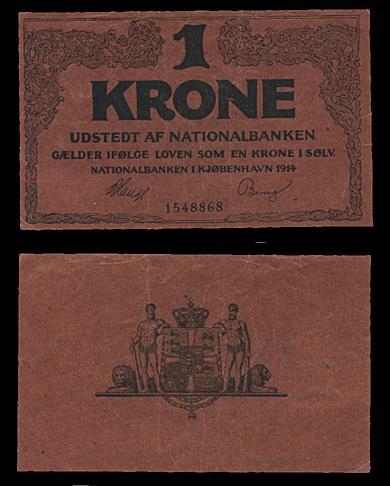 1
KRONE
UDSTEDT AF NATIONALBANKEN.
GÆLDER IFØLGE LOVEN SOM EN KRONE I SØLV.
NATIONALBANKEN I KJØBENHAVN 1914
1548868